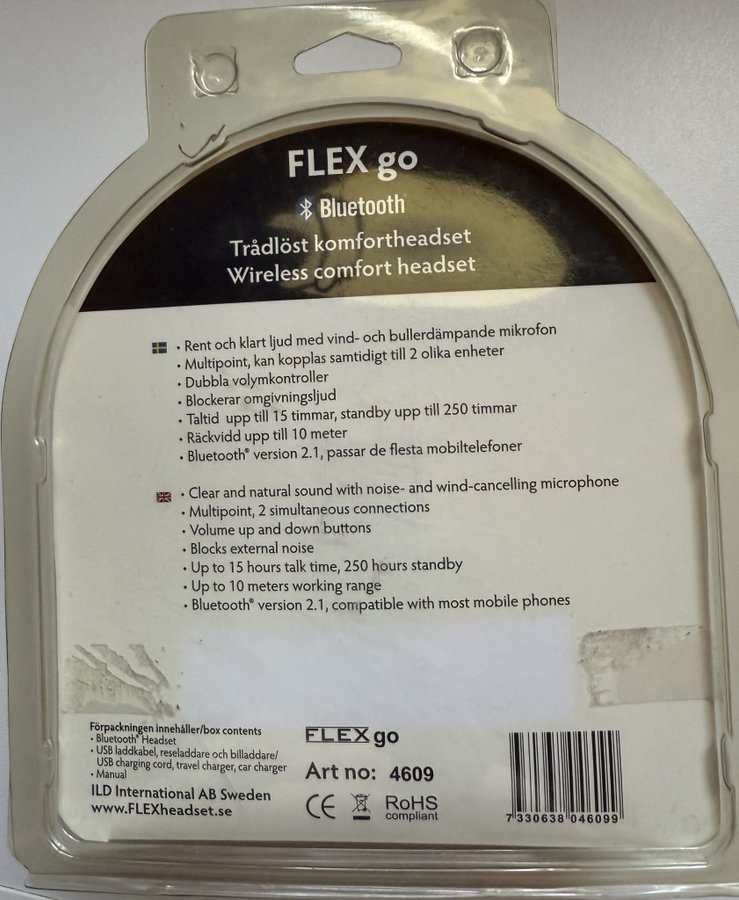 FLEX go
Bluetooth
Trådlöst komfortheadset
Wireless comfort headset
• Rent och klart ljud med vind- och bullerdämpande mikrofon
• Multipoint, kan kopplas samtidigt till 2 olika enheter
• Dubbla volymkontroller
• Blockerar omgivningsljud
• Taltid upp till 15 timmar, standby upp till 250 timmar
• Räckvidd upp till 10 meter
• Bluetooth® version 2.1, passar de flesta mobiltelefoner
• Clear and natural sound with noise- and wind-cancelling microphone
• Multipoint, 2 simultaneous connections
• Volume up and down buttons
• Blocks external noise
• Up to 15 hours talk time, 250 hours standby
• Up to 10 meters working range
• Bluetooth® version 2.1, compatible with most mobile phones
Förpackningen innehåller/box contents
• Bluetooth® Headset
• USB laddkabel, reseladdare och billaddare/
USB charging cord, travel charger, car charger
• Manual
ILD International AB Sweden
www.FLEXheadset.se
FLEX go
Art no: 4609
CE RoHS
compliant
7 330638 046099